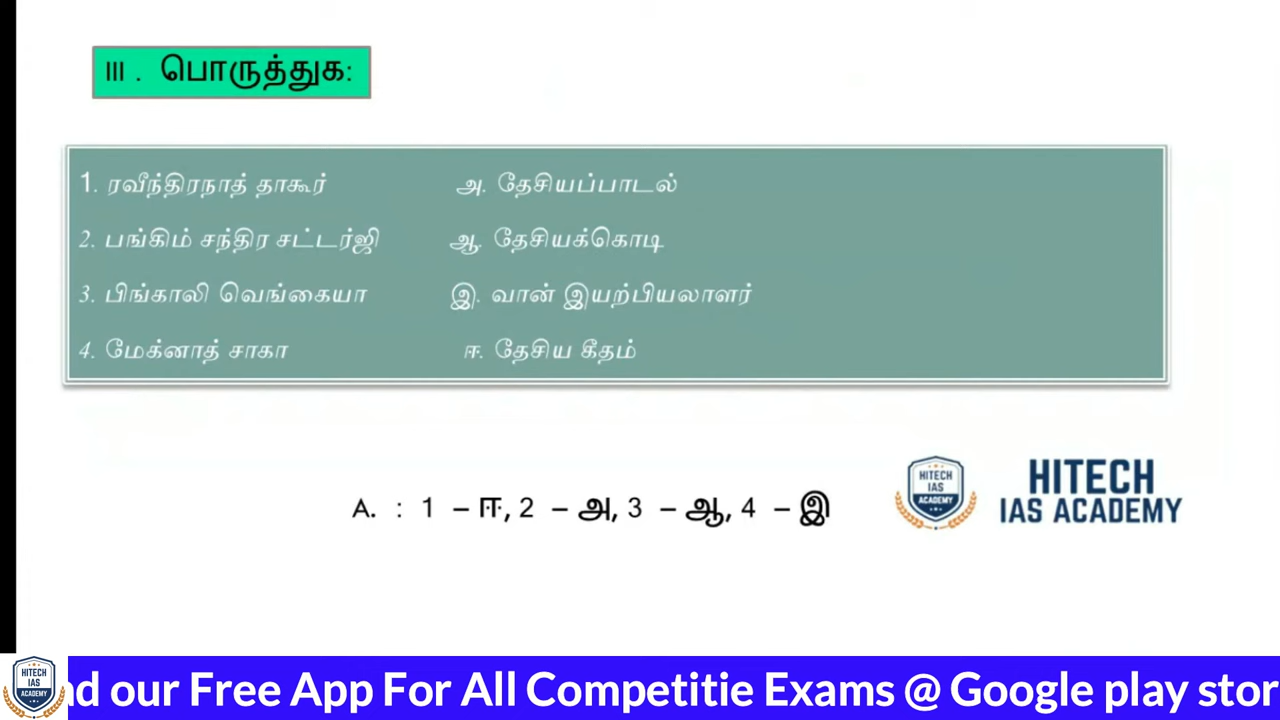 III . பொருத்துக:
1. ரவீந்திரநாத் தாகூர் அ. தேசியப்பாடல்
2. பங்கிம் சந்திர சட்டர்ஜி ஆ. தேசியக்கொடி
3. பிங்காலி வெங்கையா இ. வான் இயற்பியலாளர்
4. மேக்னாத் சாகா ஈ. தேசிய கீதம்
A. : 1 – ஈ, 2 – அ, 3 – ஆ, 4 – இ
HITECH
IAS
ACADEMY
HITECH
IAS ACADEMY
HITECH
IAS
ACADEMY
nd our Free App For All Competitie Exams @ Google play stor